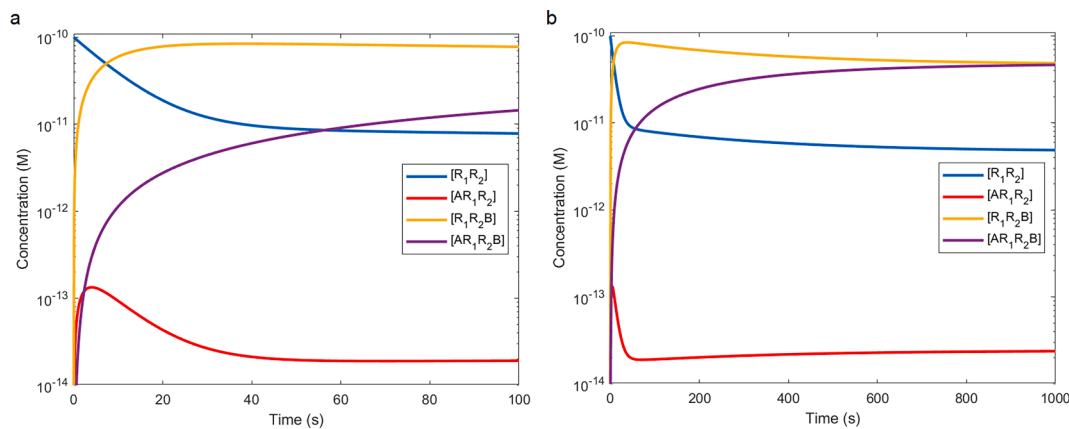 a
Concentration (M)
10⁻¹⁰
10⁻¹¹
10⁻¹²
10⁻¹³
10⁻¹⁴
0 20 40 60 80 100
Time (s)
[R₁R₂]
[AR₁R₂]
[R₁R₂B]
[AR₁R₂B]
b
Concentration (M)
10⁻¹⁰
10⁻¹¹
10⁻¹²
10⁻¹³
10⁻¹⁴
0 200 400 600 800 1000
Time (s)
[R₁R₂]
[AR₁R₂]
[R₁R₂B]
[AR₁R₂B]